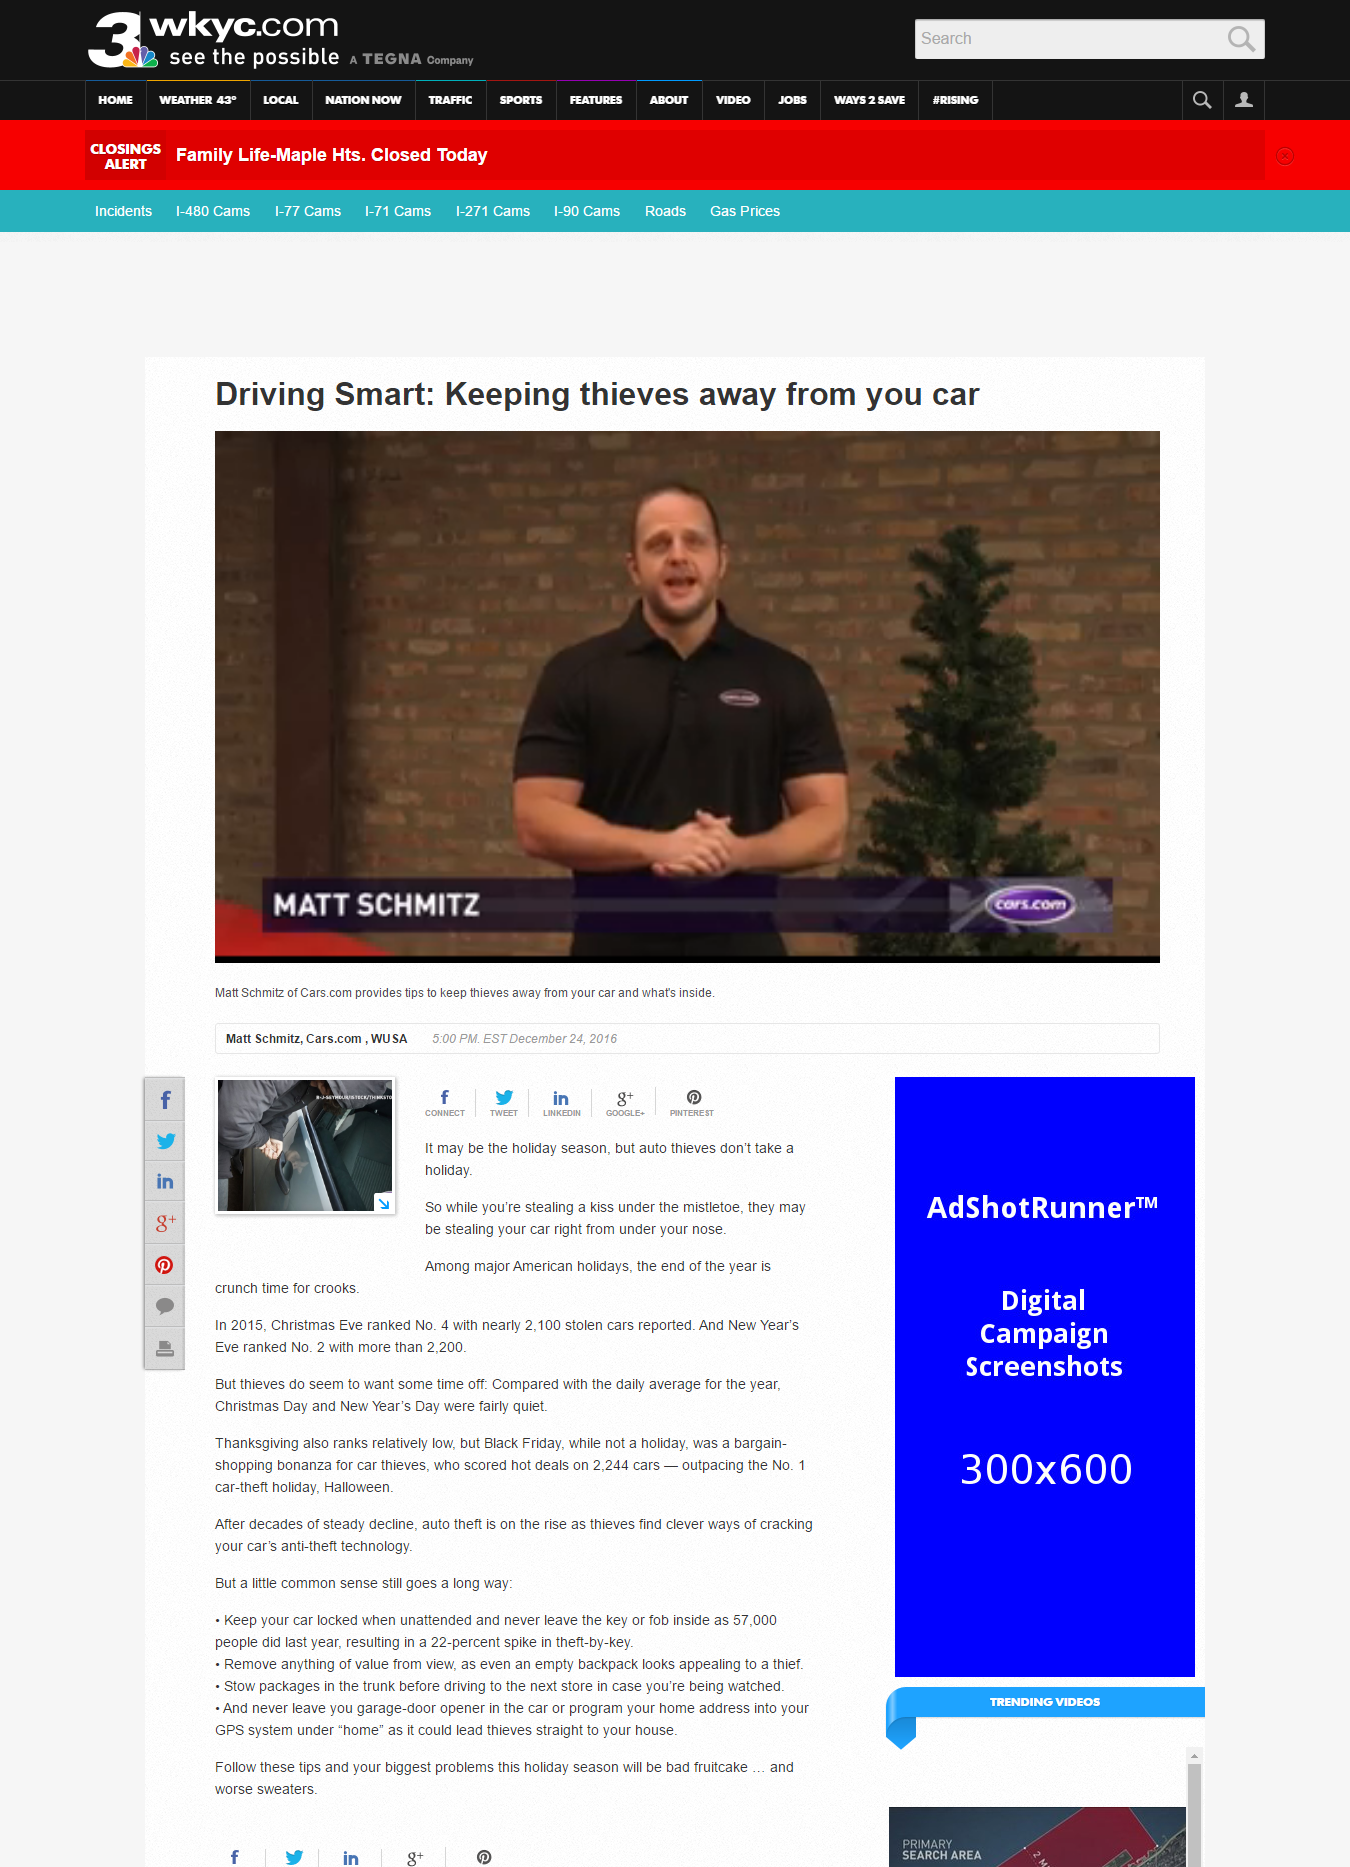 3 wkyc.com
see the possible A TEGNA Company
Search
HOME WEATHER 43° LOCAL NATION NOW TRAFFIC SPORTS FEATURES ABOUT VIDEO JOBS WAYS 2 SAVE #RISING
CLOSINGS
ALERT
Family Life-Maple Hts. Closed Today
Incidents I-480 Cams I-77 Cams I-71 Cams I-271 Cams I-90 Cams Roads Gas Prices
Driving Smart: Keeping thieves away from you car
cars.com
MATT SCHMITZ
cars.com
Matt Schmitz of Cars.com provides tips to keep thieves away from your car and what's inside.
Matt Schmitz, Cars.com , WUSA 5:00 PM. EST December 24, 2016
CONNECT TWEET LINKEDIN GOOGLE+ PINTEREST
It may be the holiday season, but auto thieves don’t take a
holiday.
So while you’re stealing a kiss under the mistletoe, they may
be stealing your car right from under your nose.
Among major American holidays, the end of the year is
crunch time for crooks.
In 2015, Christmas Eve ranked No. 4 with nearly 2,100 stolen cars reported. And New Year’s
Eve ranked No. 2 with more than 2,200.
But thieves do seem to want some time off: Compared with the daily average for the year,
Christmas Day and New Year’s Day were fairly quiet.
Thanksgiving also ranks relatively low, but Black Friday, while not a holiday, was a bargain-
shopping bonanza for car thieves, who scored hot deals on 2,244 cars — outpacing the No. 1
car-theft holiday, Halloween.
After decades of steady decline, auto theft is on the rise as thieves find clever ways of cracking
your car’s anti-theft technology.
But a little common sense still goes a long way:
• Keep your car locked when unattended and never leave the key or fob inside as 57,000
people did last year, resulting in a 22-percent spike in theft-by-key.
• Remove anything of value from view, as even an empty backpack looks appealing to a thief.
• Stow packages in the trunk before driving to the next store in case you’re being watched.
• And never leave you garage-door opener in the car or program your home address into your
GPS system under “home” as it could lead thieves straight to your house.
Follow these tips and your biggest problems this holiday season will be bad fruitcake … and
worse sweaters.
AdShotRunner™
Digital
Campaign
Screenshots
300x600
TRENDING VIDEOS
PRIMARY
SEARCH AREA